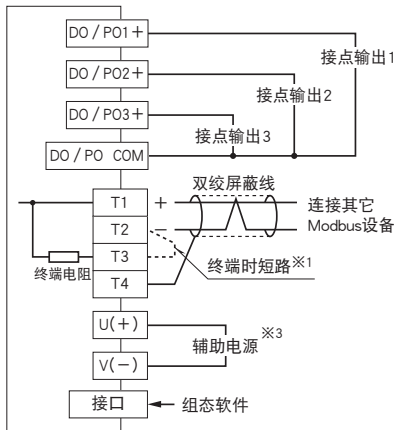 DO/PO1+
接点输出1
DO/PO2+
接点输出2
DO/PO3+
接点输出3
DO/PO COM
双绞屏蔽线
T1
+
连接其它
Modbus设备
T2
−
T3
终端时短路※1
终端电阻
T4
U(+)
辅助电源※3
V(−)
接口
组态软件